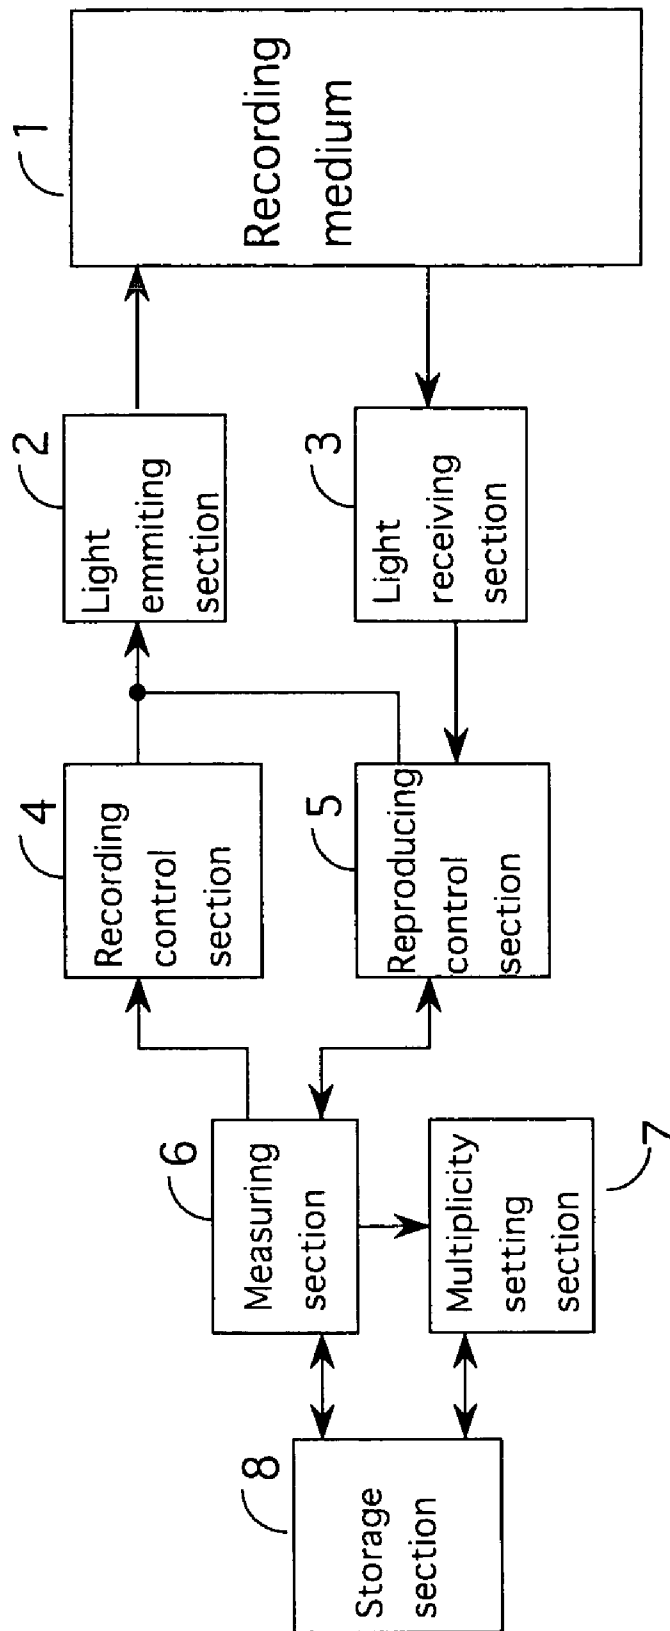 1
Recording
medium
2
Light
emmiting
section
3
Light
receiving
section
4
Recording
control
section
5
Reproducing
control
section
6
Measuring
section
7
Multiplicity
setting
section
8
Storage
section